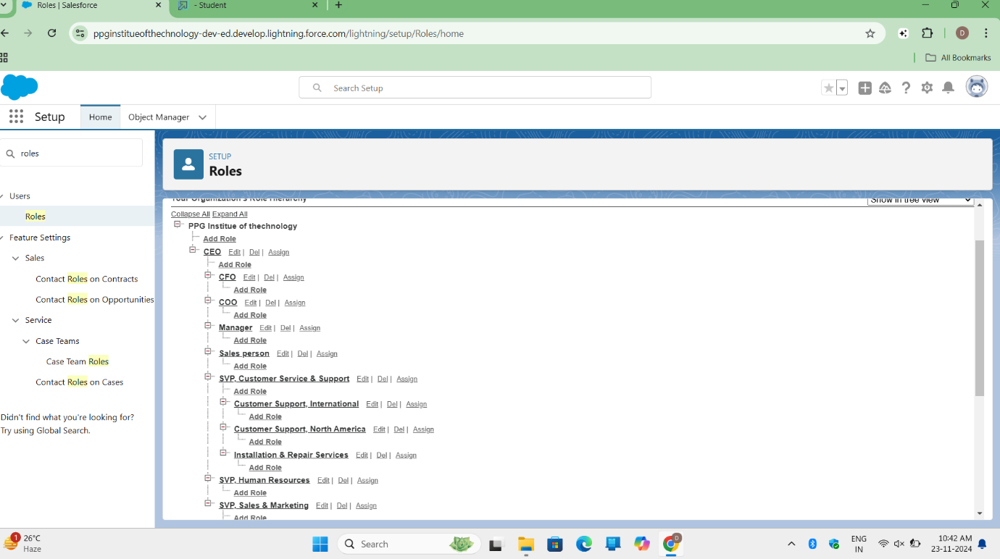 Roles | Salesforce
- Student
ppginstitueofthechnology-dev-ed.develop.lightning.force.com/lightning/setup/Roles/home
D
All Bookmarks
Search Setup
Setup
Home
Object Manager
roles
Users
Roles
Feature Settings
Sales
Contact Roles on Contracts
Contact Roles on Opportunities
Service
Case Teams
Case Team Roles
Contact Roles on Cases
Didn't find what you're looking for?
Try using Global Search.
SETUP
Roles
Your Organization's Role Hierarchy
Show in tree view
Collapse All Expand All
PPG Institue of thechnology
Add Role
CEO Edit | Del | Assign
Add Role
CFO Edit | Del | Assign
Add Role
COO Edit | Del | Assign
Add Role
Manager Edit | Del | Assign
Add Role
Sales person Edit | Del | Assign
Add Role
SVP, Customer Service & Support Edit | Del | Assign
Add Role
Customer Support, International Edit | Del | Assign
Add Role
Customer Support, North America Edit | Del | Assign
Add Role
Installation & Repair Services Edit | Del | Assign
Add Role
SVP, Human Resources Edit | Del | Assign
Add Role
SVP, Sales & Marketing Edit | Del | Assign
Add Role
1
26°C
Haze
Search
D
ENG
IN
10:42 AM
23-11-2024